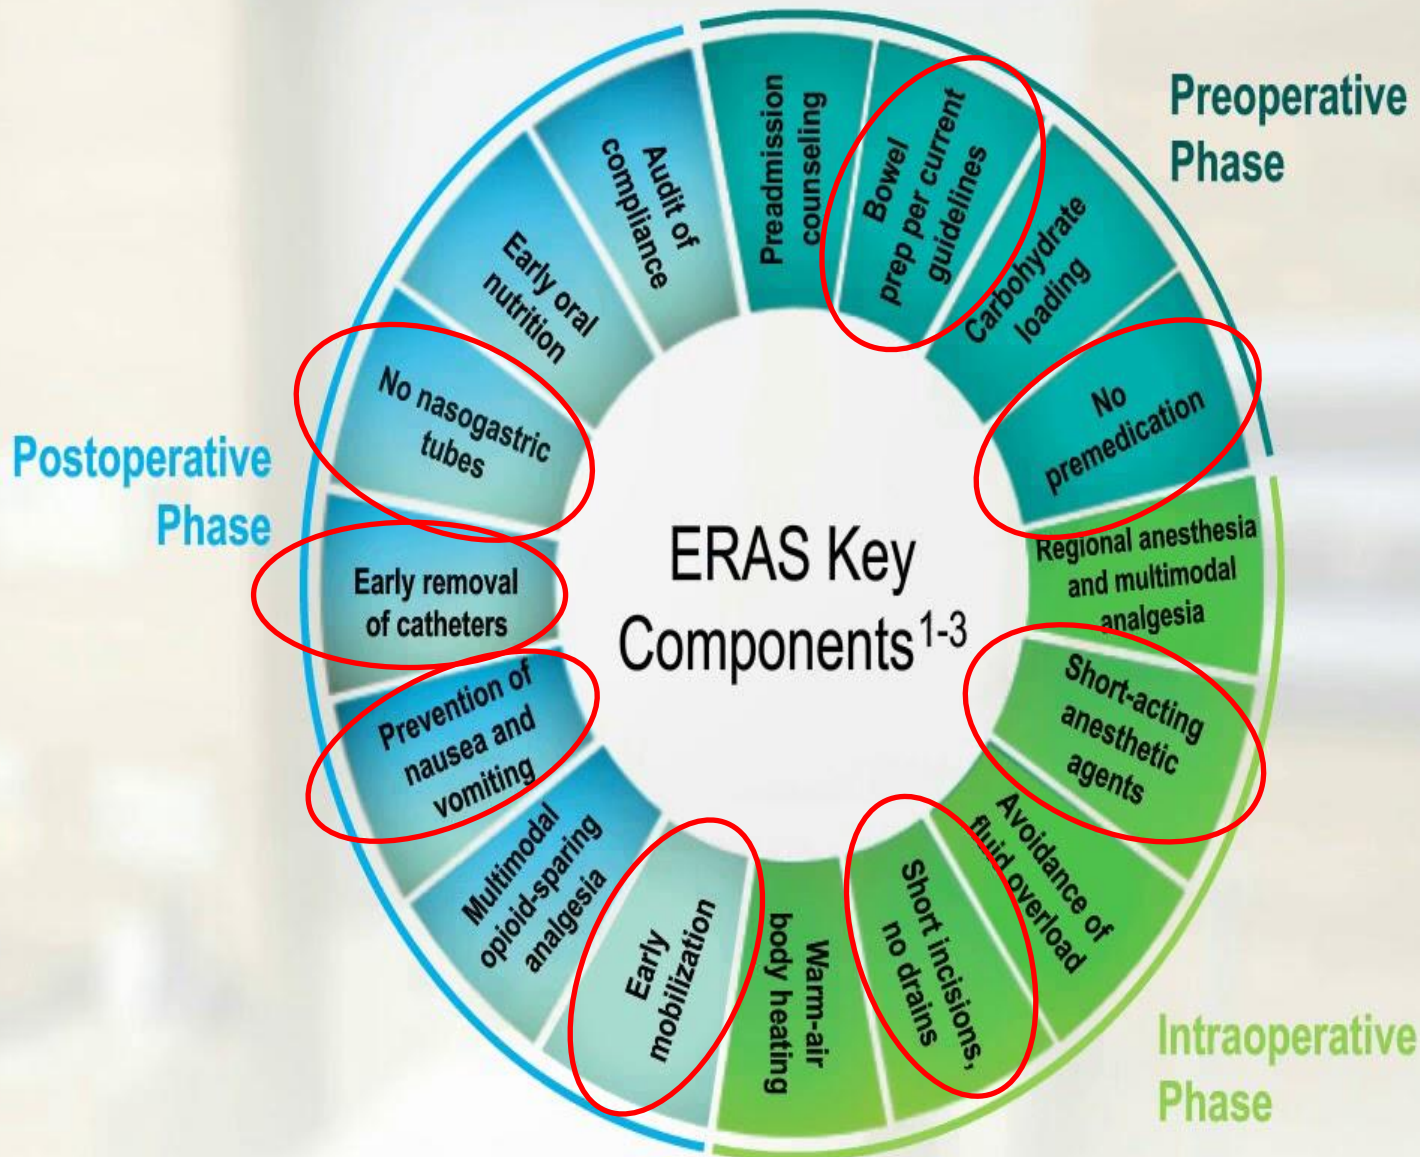 Preoperative
Phase
Preadmission
counseling
Bowel
prep per current
guidelines
Carbohydrate
loading
No
premedication
Regional anesthesia
and multimodal
analgesia
Short-acting
anesthetic
agents
Avoidance of
fluid overload
Short incisions,
no drains
Warm-air
body heating
Intraoperative
Phase
Early
mobilization
Multimodal
opioid-sparing
analgesia
Prevention of
nausea and
vomiting
Early removal
of catheters
No nasogastric
tubes
Early oral
nutrition
Audit of
compliance
Postoperative
Phase
ERAS Key
Components1-3